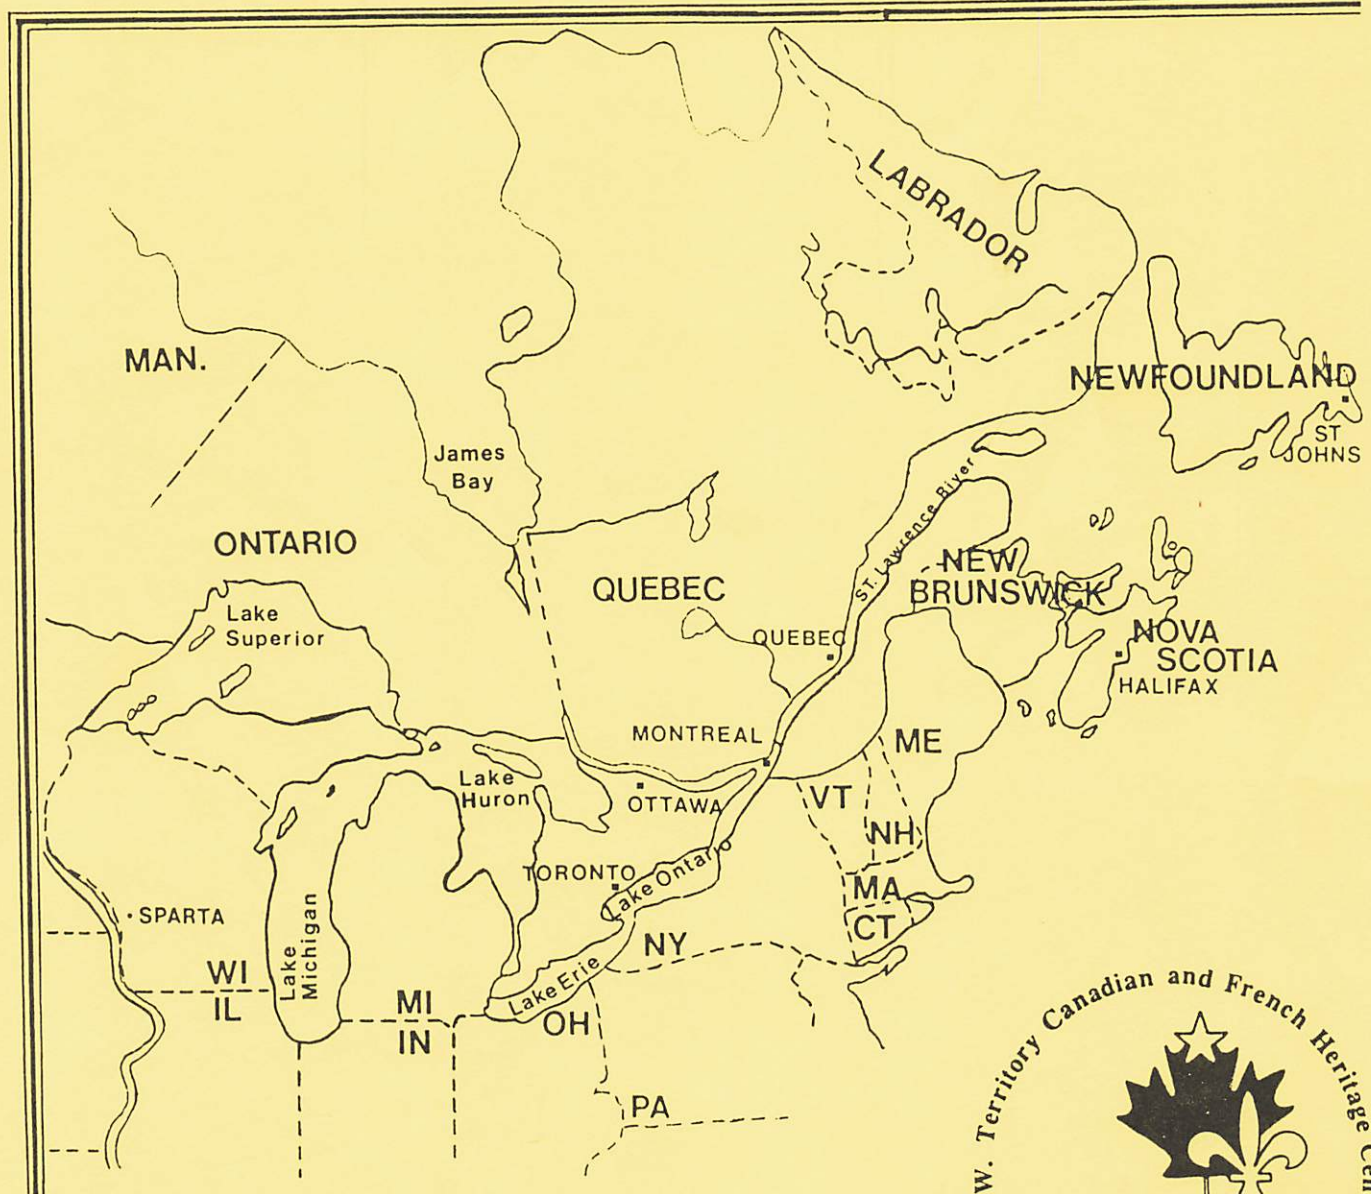 LABRADOR
MAN.
NEWFOUNDLAND
ST
JOHNS
James
Bay
St. Lawrence River
ONTARIO
QUEBEC
NEW
BRUNSWICK
Lake
Superior
QUEBEC
NOVA
SCOTIA
HALIFAX
MONTREAL
ME
Lake
Huron
OTTAWA
VT
NH
TORONTO
Lake Ontario
MA
CT
SPARTA
Lake
Michigan
NY
WI
IL
Lake Erie
MI
IN
OH
PA
W. Territory Canadian and French Heritage Cen